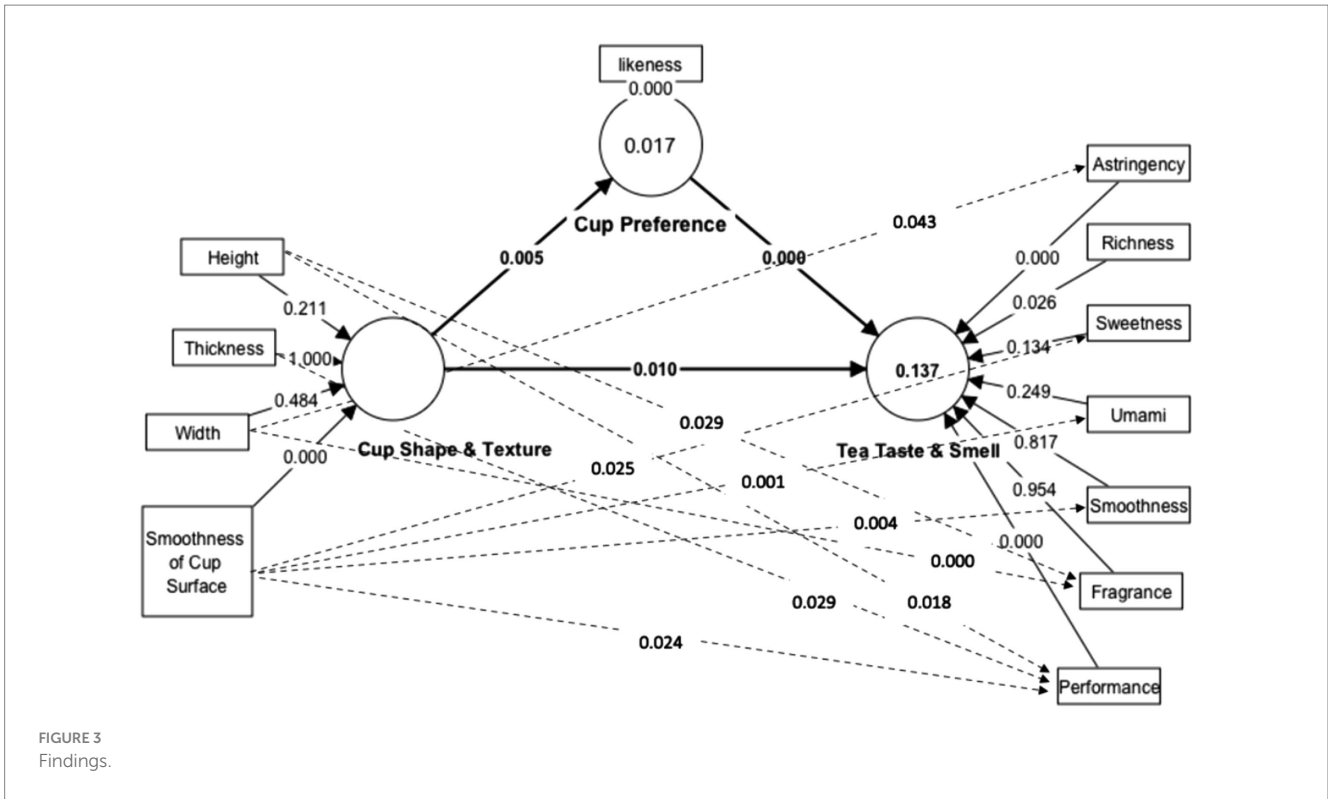 likeness
0.000
0.017
Cup Preference
Astringency
0.043
Richness
Height
0.005
0.000
0.000
0.211
0.026
Sweetness
Thickness
1.000
0.134
0.010
0.137
0.249
0.484
Umami
Width
0.029
0.817
Cup Shape & Texture
Tea Taste & Smell
0.000
0.025
0.001
0.954
Smoothness
Smoothness
of Cup
Surface
0.004
0.000
0.000
Fragrance
0.029
0.018
0.024
Performance
FIGURE 3
Findings.